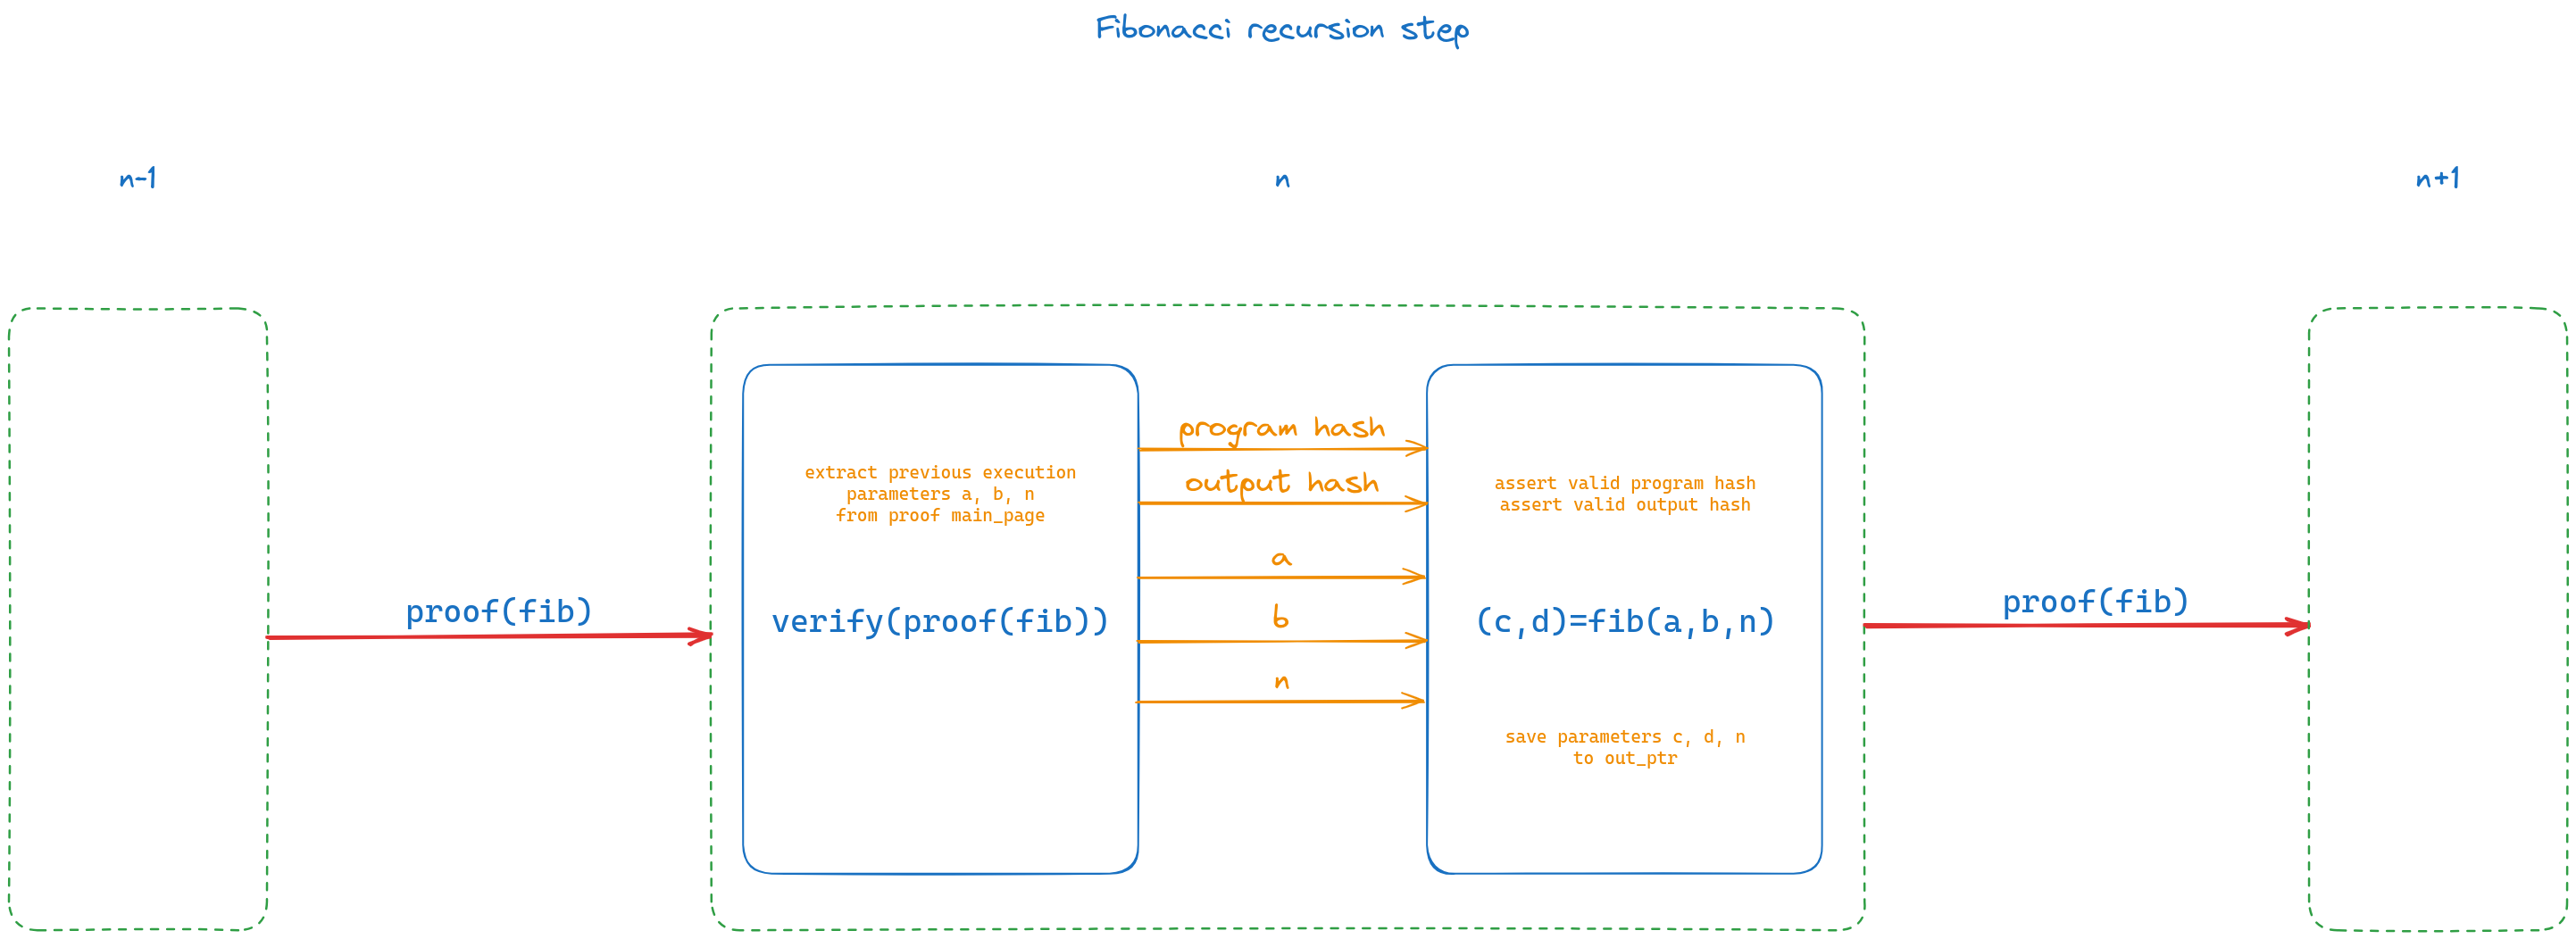 Fibonacci recursion step
n-1
n
n+1
proof(fib)
extract previous execution
parameters a, b, n
from proof main_page
verify(proof(fib))
program hash
output hash
a
b
n
assert valid program hash
assert valid output hash
(c,d)=fib(a,b,n)
save parameters c, d, n
to out_ptr
proof(fib)